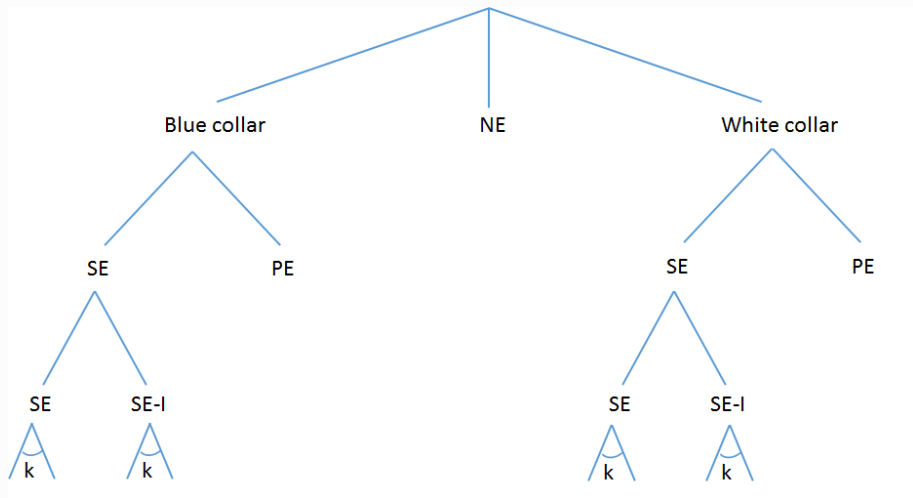 Blue collar NE White collar
SE PE SE PE
SE SE-I SE SE-I
k k k k